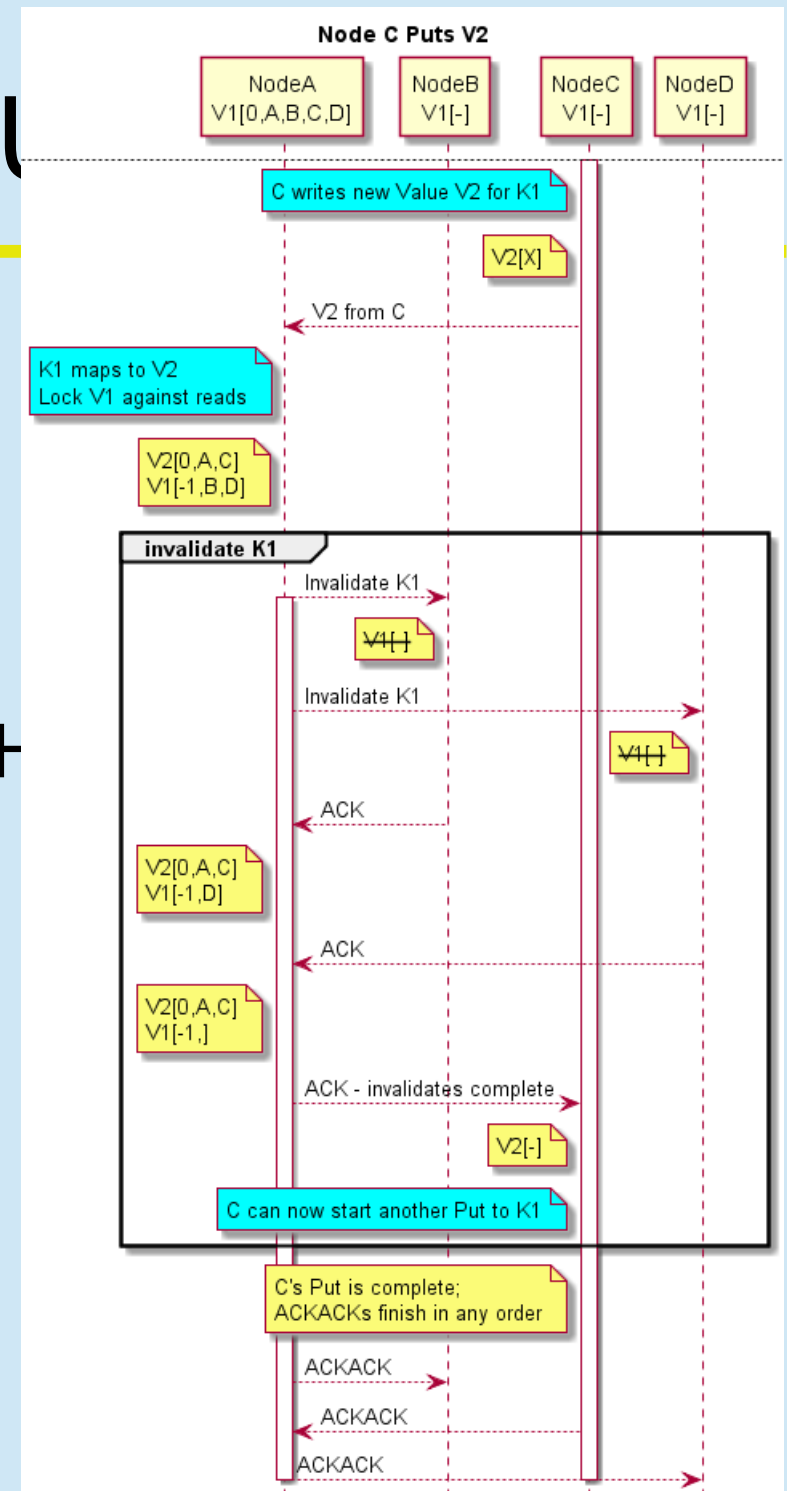 Node C Puts V2
NodeA
V1[0,A,B,C,D]
NodeB
V1[-]
NodeC
V1[-]
NodeD
V1[-]
C writes new Value V2 for K1
V2[X]
V2 from C
K1 maps to V2
Lock V1 against reads
V2[0,A,C]
V1[-1,B,D]
invalidate K1
Invalidate K1
V1[-]
Invalidate K1
V1[-]
ACK
V2[0,A,C]
V1[-1,D]
ACK
V2[0,A,C]
V1[-1,]
ACK - invalidates complete
V2[-]
C can now start another Put to K1
C's Put is complete;
ACKACKs finish in any order
ACKACK
ACKACK
ACKACK